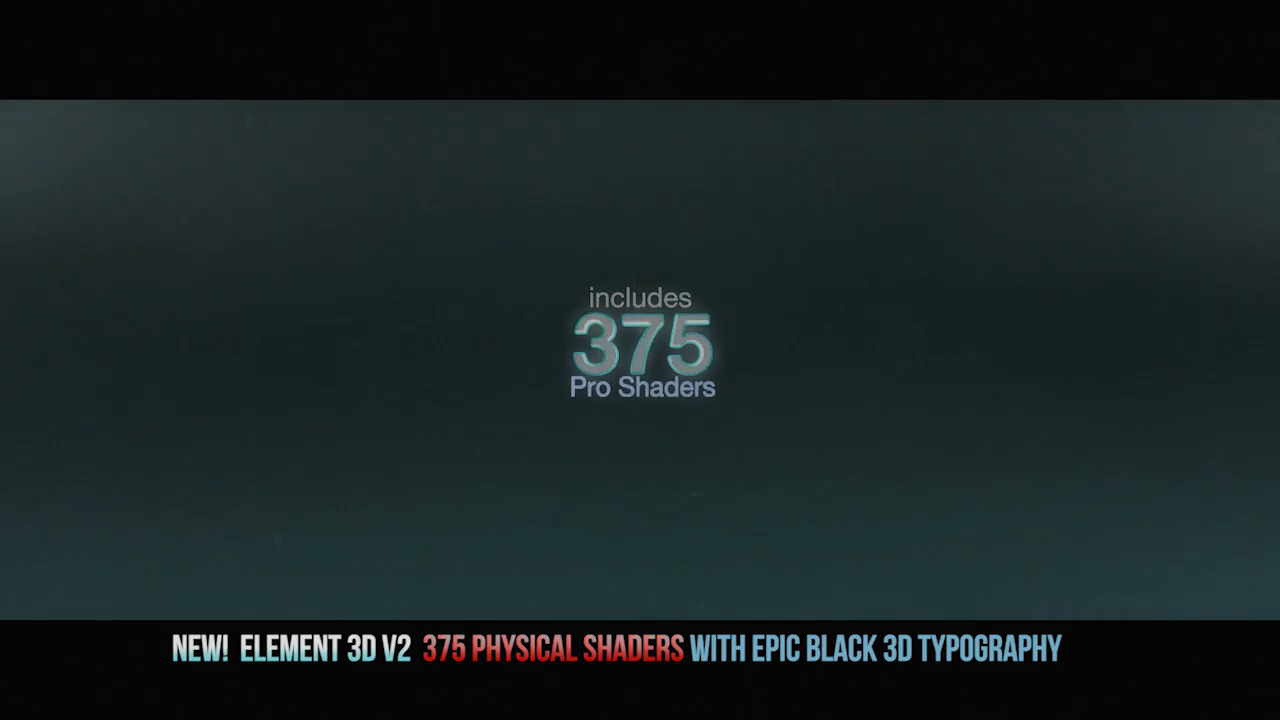 includes
375
Pro Shaders
NEW! ELEMENT 3D V2 375 PHYSICAL SHADERS WITH EPIC BLACK 3D TYPOGRAPHY